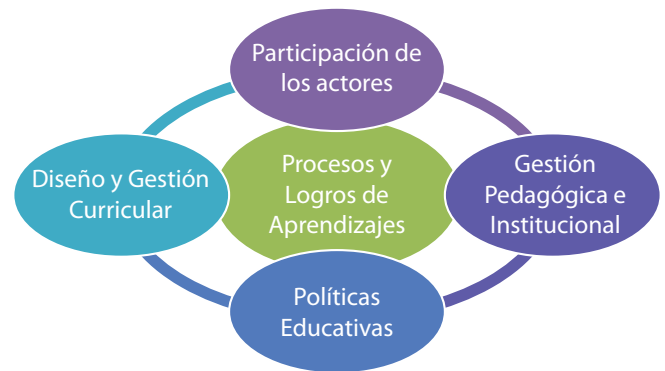 Participación de
los actores
Diseño y Gestión
Curricular
Procesos y
Logros de
Aprendizajes
Gestión
Pedagógica e
Institucional
Políticas
Educativas